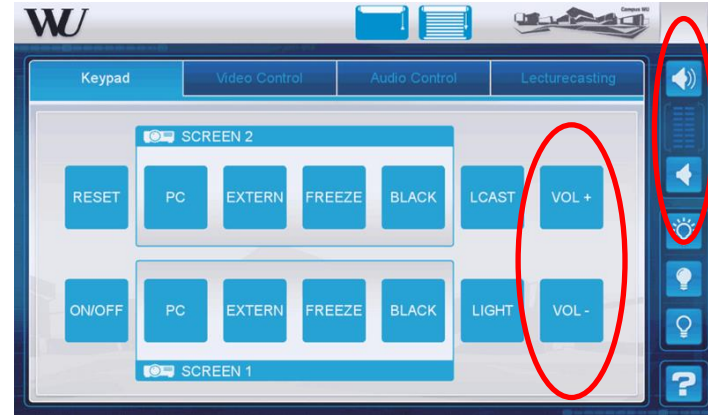 WU
Campus WU
Keypad Video Control Audio Control Lecturecasting
SCREEN 2
RESET PC EXTERN FREEZE BLACK LCAST VOL +
ON/OFF PC EXTERN FREEZE BLACK LIGHT VOL -
SCREEN 1
?